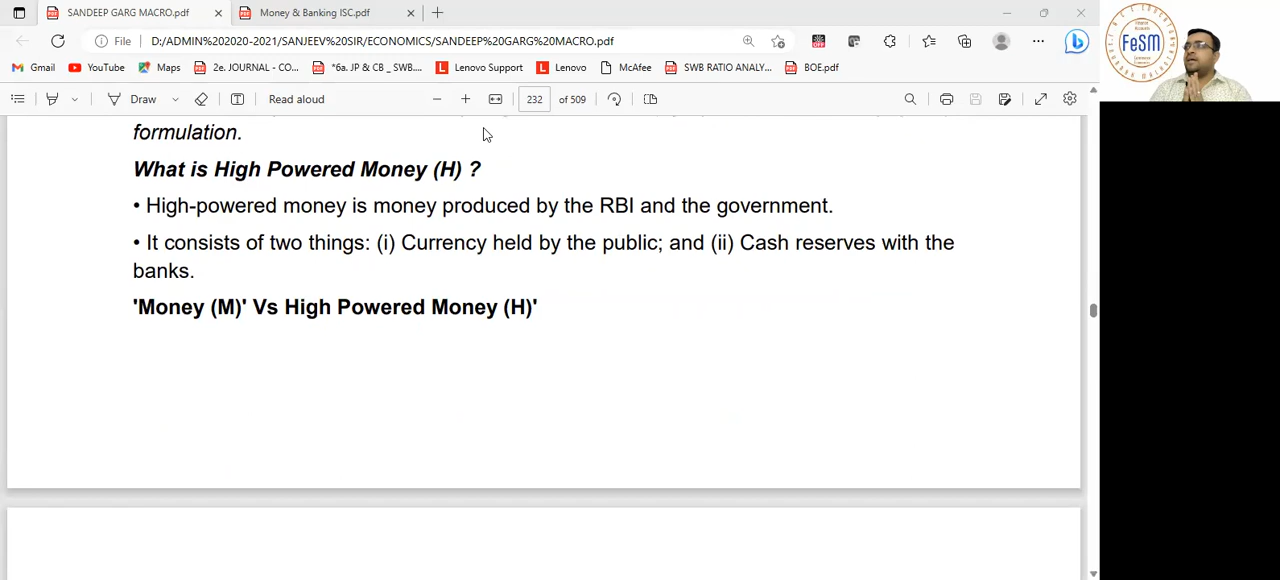 SANDEEP GARG MACRO.pdf
Money & Banking ISC.pdf
File D:/ADMIN%202020-2021/SANJEEV%20SIR/ECONOMICS/SANDEEP%20GARG%20MACRO.pdf
Gmail YouTube Maps 2e. JOURNAL - CO... *6a. JP & CB _ SWB.... Lenovo Support Lenovo McAfee SWB RATIO ANALY... BOE.pdf
Draw Read aloud 232 of 509
formulation.
What is High Powered Money (H) ?
• High-powered money is money produced by the RBI and the government.
• It consists of two things: (i) Currency held by the public; and (ii) Cash reserves with the
banks.
'Money (M)' Vs High Powered Money (H)'
FeSM